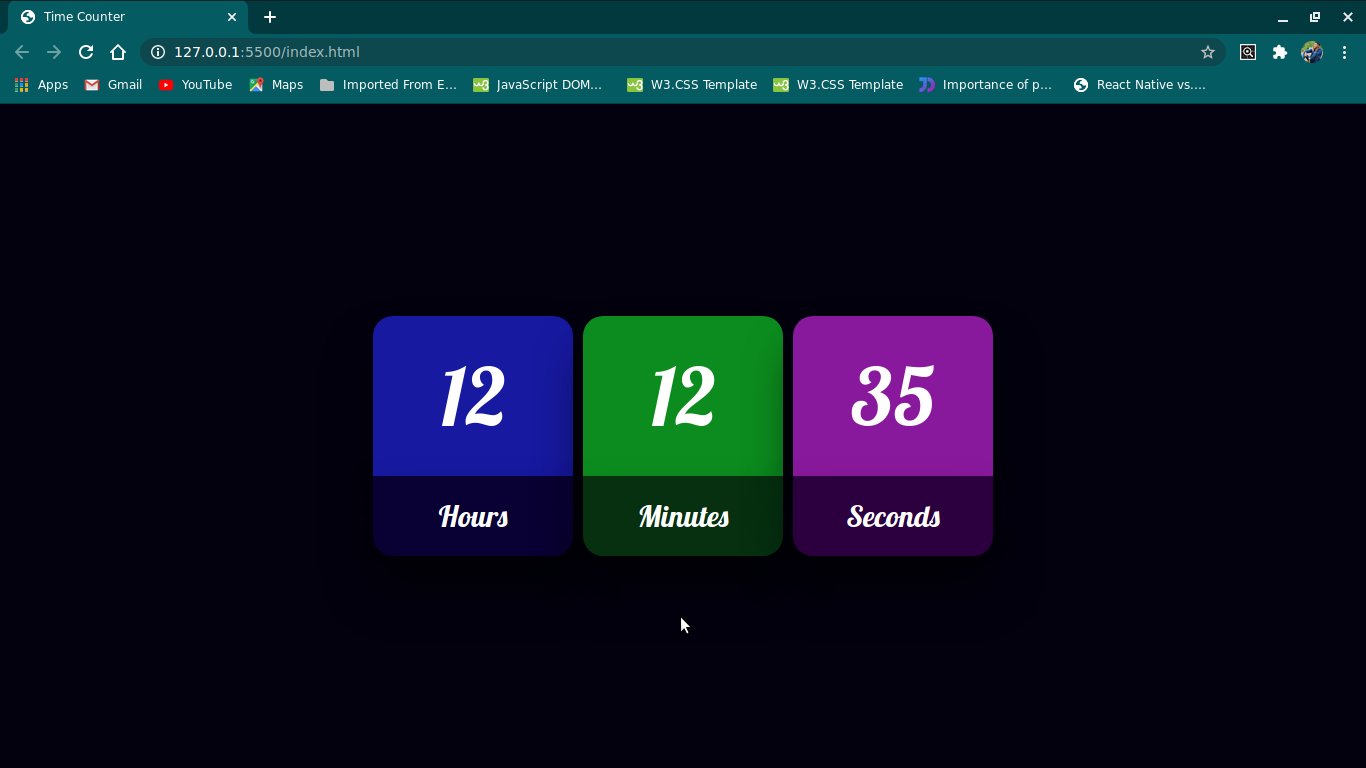 Time Counter
127.0.0.1:5500/index.html
Apps Gmail YouTube Maps Imported From E... JavaScript DOM... W3.CSS Template W3.CSS Template Importance of p... React Native vs....
12 12 35
Hours Minutes Seconds